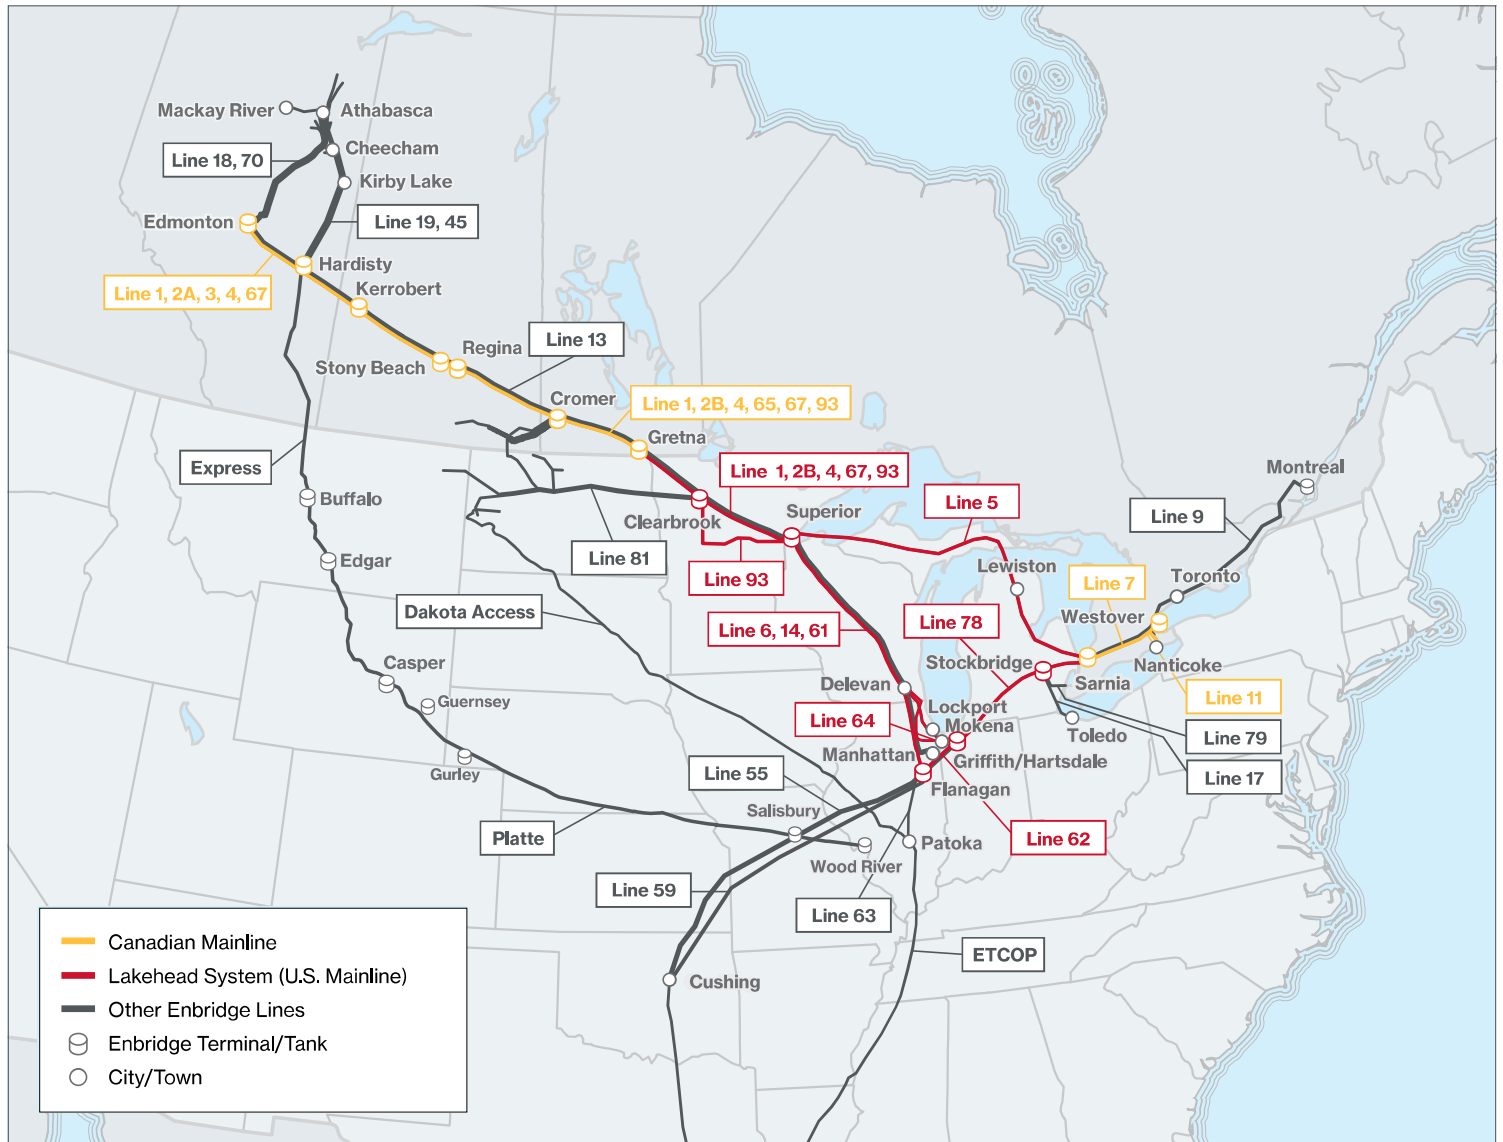 Mackay River
Athabasca
Line 18, 70
Cheecham
Kirby Lake
Edmonton
Line 19, 45
Hardisty
Line 1, 2A, 3, 4, 67
Kerrobert
Line 13
Regina
Stony Beach
Cromer
Line 1, 2B, 4, 65, 67, 93
Gretna
Express
Line 1, 2B, 4, 67, 93
Montreal
Buffalo
Clearbrook
Superior
Line 5
Line 9
Edgar
Line 81
Line 93
Lewiston
Line 7
Toronto
Dakota Access
Westover
Line 6, 14, 61
Line 78
Casper
Stockbridge
Nanticoke
Delevan
Sarnia
Line 11
Guernsey
Lockport
Line 64
Mokena
Toledo
Line 79
Manhattan
Griffith/Hartsdale
Gurley
Line 55
Line 17
Flanagan
Salisbury
Platte
Patoka
Line 62
Wood River
Line 59
Line 63
Canadian Mainline
ETCOP
Lakehead System (U.S. Mainline)
Cushing
Other Enbridge Lines
Enbridge Terminal/Tank
City/Town